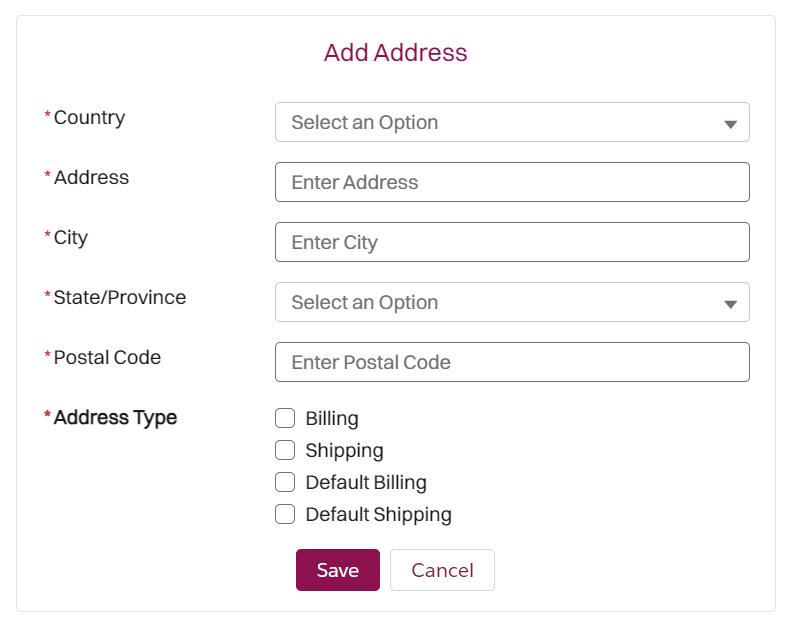 Add Address
*Country Select an Option
*Address Enter Address
*City Enter City
*State/Province Select an Option
*Postal Code Enter Postal Code
*Address Type Billing
Shipping
Default Billing
Default Shipping
Save Cancel